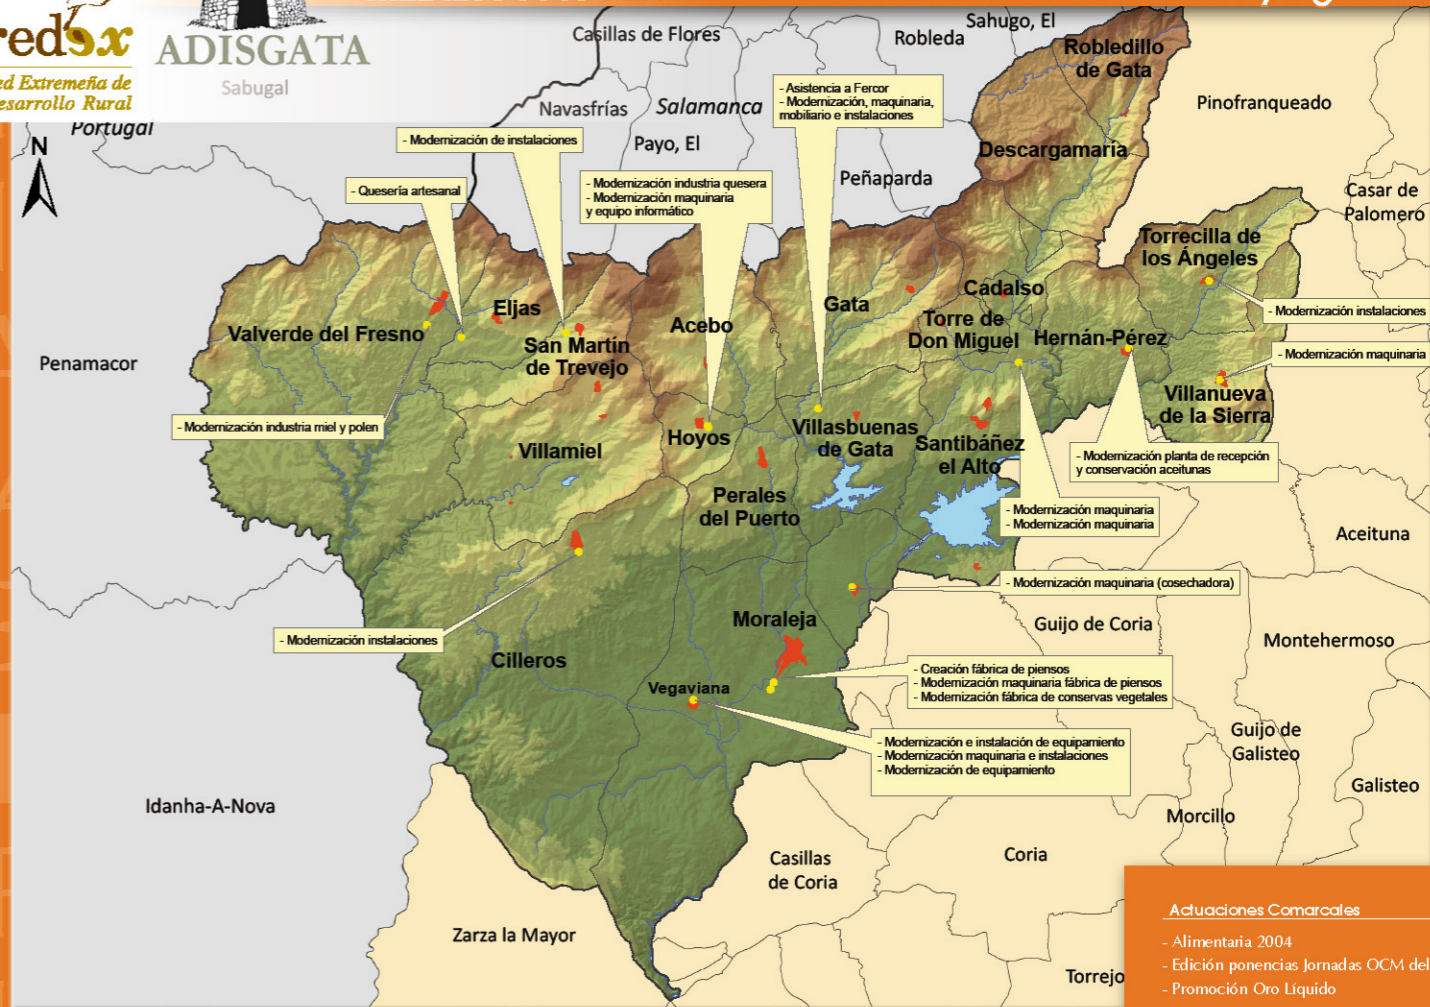 redex
Red Extremeña de
Desarrollo Rural
ADISGATA
Sabugal
Portugal
N
Casillas de Flores
Navasfrías
Salamanca
Payo, El
Robleda
Sahugo, El
Peñaparda
Robledillo
de Gata
Pinofranqueado
Descargamaría
Casar de
Palomero
- Asistencia a Fercor
- Modernización, maquinaria,
mobiliario e instalaciones
- Modernización de instalaciones
- Quesería artesanal
- Modernización industria quesera
- Modernización maquinaria
y equipo informático
Torrecilla de
los Ángeles
Eljas
Valverde del Fresno
San Martín
de Trevejo
Acebo
Gata
Cadalso
Torre de
Don Miguel
Hernán-Pérez
- Modernización instalaciones
- Modernización maquinaria
Penamacor
Villanueva
de la Sierra
- Modernización industria miel y polen
Villamiel
Hoyos
Villasbuenas
de Gata
Santibáñez
el Alto
- Modernización planta de recepción
y conservación aceitunas
Perales
del Puerto
- Modernización maquinaria
- Modernización maquinaria
Aceituna
- Modernización maquinaria (cosechadora)
- Modernización instalaciones
Moraleja
Guijo de Coria
Montehermoso
Cilleros
Vegaviana
- Creación fábrica de piensos
- Modernización maquinaria fábrica de piensos
- Modernización fábrica de conservas vegetales
- Modernización e instalación de equipamiento
- Modernización maquinaria e instalaciones
- Modernización de equipamiento
Guijo de
Galisteo
Galisteo
Idanha-A-Nova
Morcillo
Casillas
de Coria
Coria
Zarza la Mayor
Torrejo
Actuaciones Comarcales
- Alimentaria 2004
- Edición ponencias Jornadas OCM del
- Promoción Oro Líquido